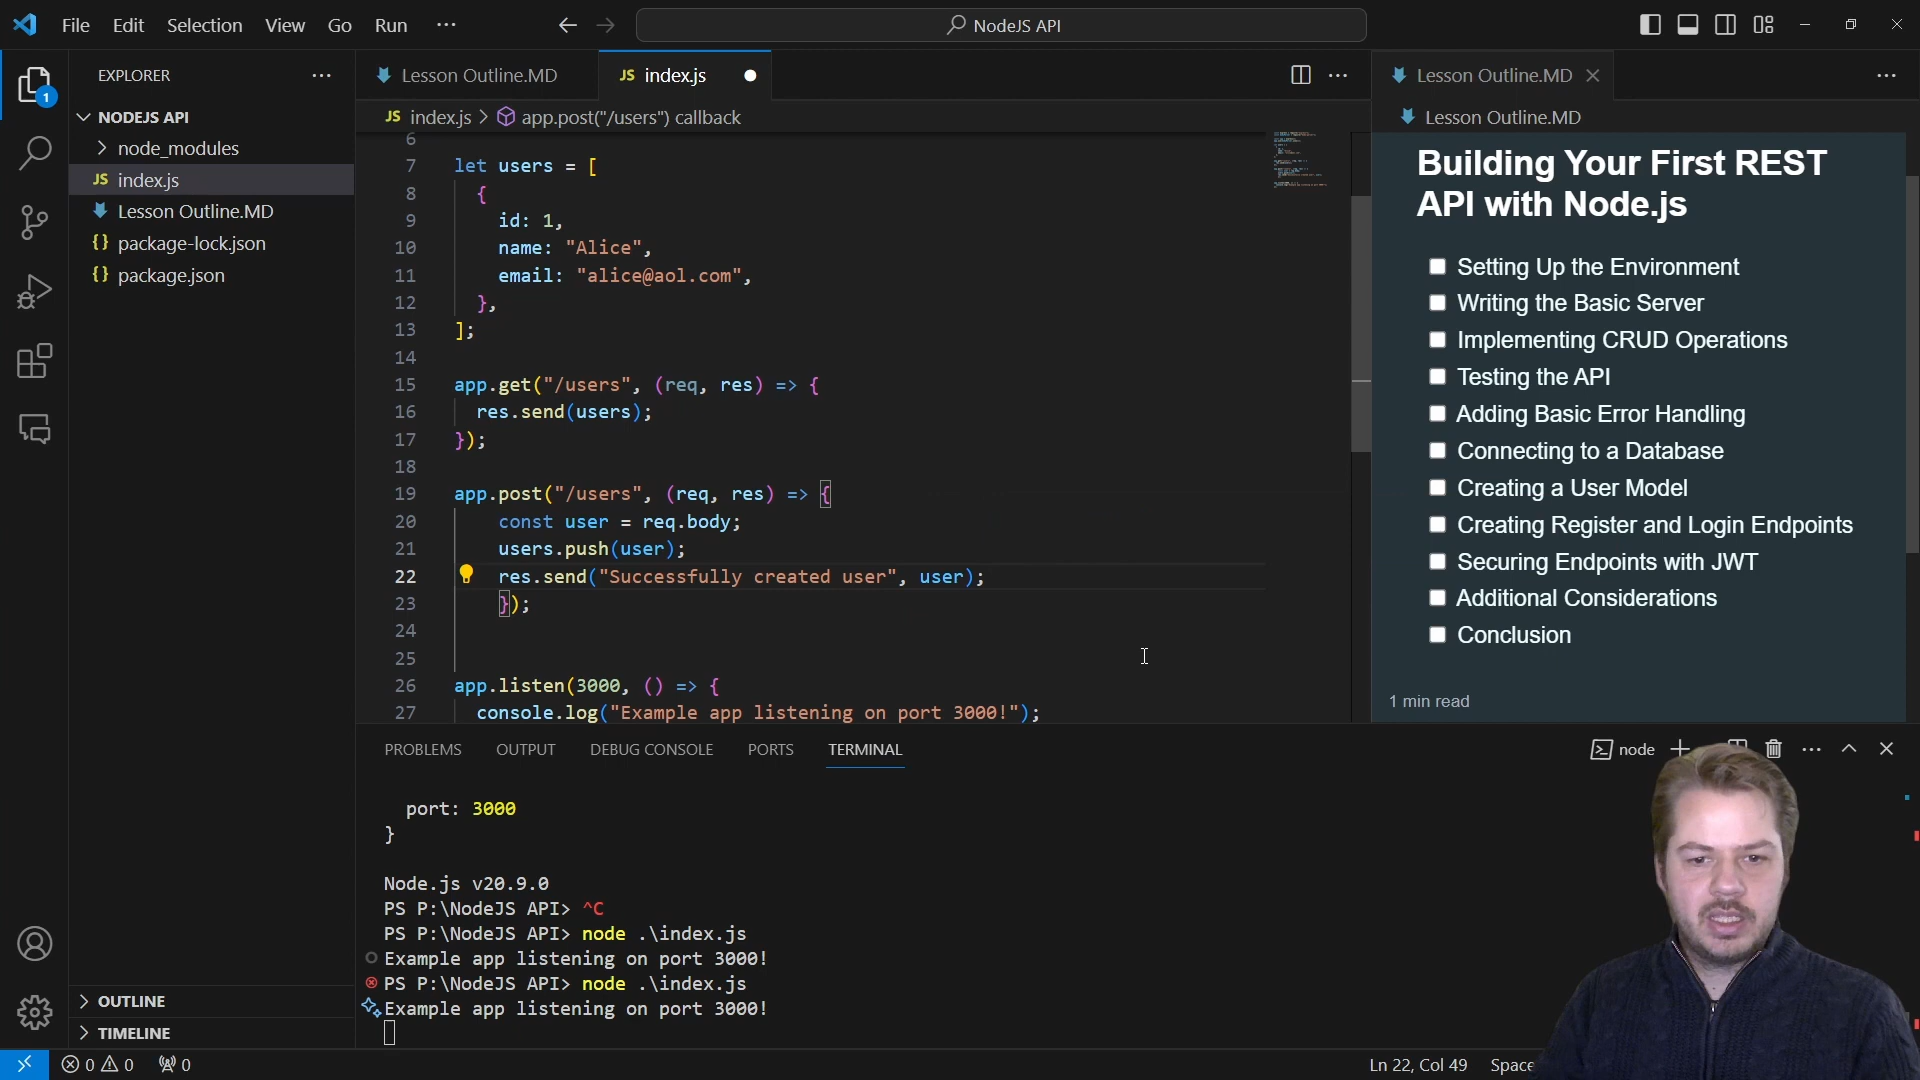 File Edit Selection View Go Run ···
NodeJS API
EXPLORER ···
NODEJS API
node_modules
JS index.js
Lesson Outline.MD
{} package-lock.json
{} package.json
OUTLINE
TIMELINE
1
Lesson Outline.MD
JS index.js
JS index.js > app.post("/users") callback
6
7 let users = [
8 {
9 id: 1,
10 name: "Alice",
11 email: "alice@aol.com",
12 },
13 ];
14
15 app.get("/users", (req, res) => {
16 res.send(users);
17 });
18
19 app.post("/users", (req, res) => {
20 const user = req.body;
21 users.push(user);
22 res.send("Successfully created user", user);
23 });
24
25
26 app.listen(3000, () => {
27 console.log("Example app listening on port 3000!");
Lesson Outline.MD
Lesson Outline.MD
Building Your First REST
API with Node.js
Setting Up the Environment
Writing the Basic Server
Implementing CRUD Operations
Testing the API
Adding Basic Error Handling
Connecting to a Database
Creating a User Model
Creating Register and Login Endpoints
Securing Endpoints with JWT
Additional Considerations
Conclusion
1 min read
PROBLEMS OUTPUT DEBUG CONSOLE PORTS TERMINAL
node
port: 3000
}
Node.js v20.9.0
PS P:\NodeJS API> ^C
PS P:\NodeJS API> node .\index.js
Example app listening on port 3000!
PS P:\NodeJS API> node .\index.js
Example app listening on port 3000!
0 0 0
Ln 22, Col 49 Space